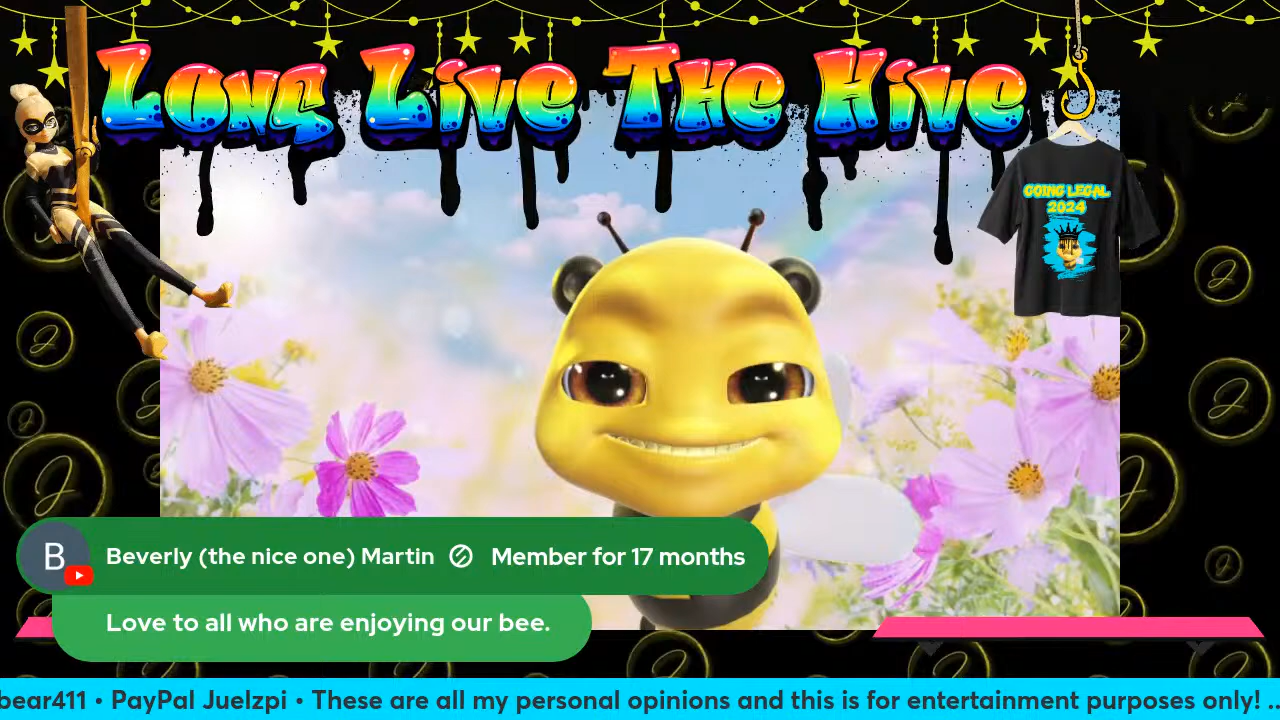 Long Live The Hive
GOING LEGAL
2024
B
Beverly (the nice one) Martin Member for 17 months
Love to all who are enjoying our bee.
bear411 • PayPal Juelzpi • These are all my personal opinions and this is for entertainment purposes only! ..